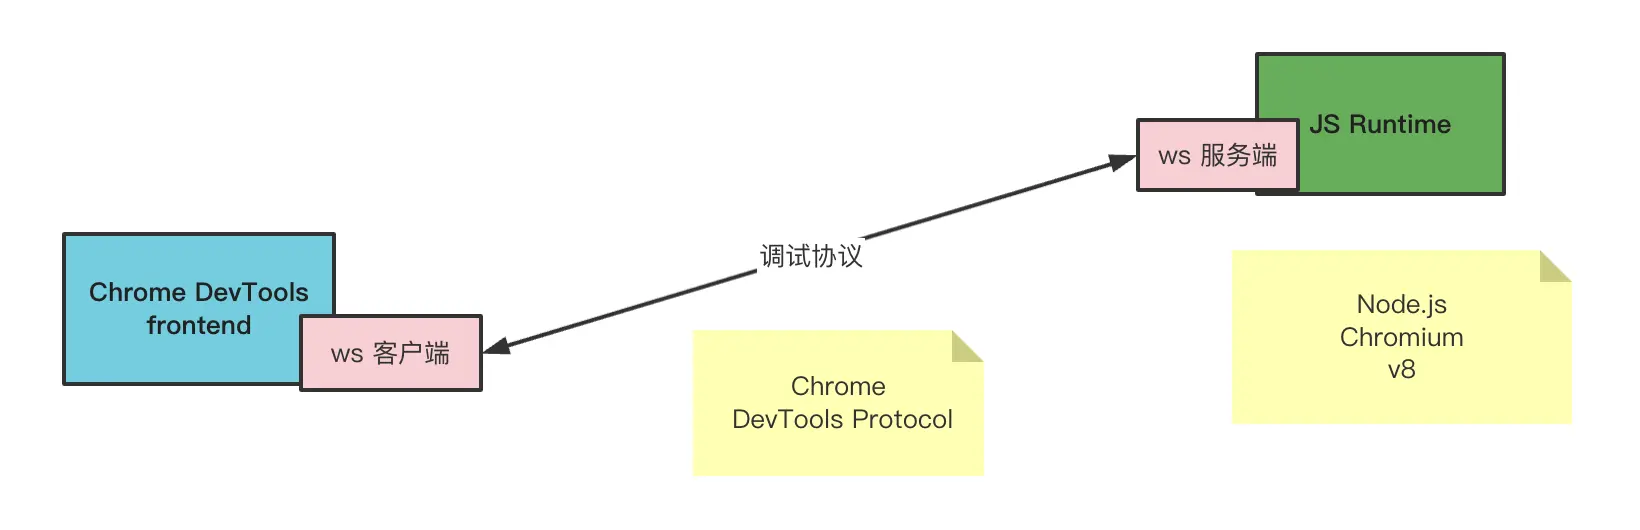 JS Runtime
ws 服务端
调试协议
Chrome DevTools
frontend
ws 客户端
Node.js
Chromium
v8
Chrome
DevTools Protocol